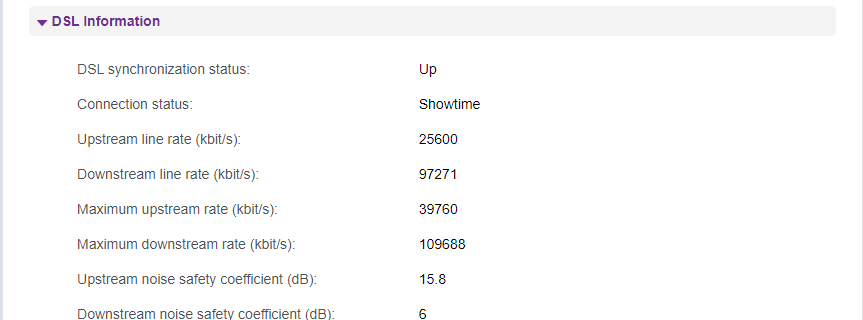 DSL Information
DSL synchronization status: Up
Connection status: Showtime
Upstream line rate (kbit/s): 25600
Downstream line rate (kbit/s): 97271
Maximum upstream rate (kbit/s): 39760
Maximum downstream rate (kbit/s): 109688
Upstream noise safety coefficient (dB): 15.8
Downstream noise safety coefficient (dB): 6